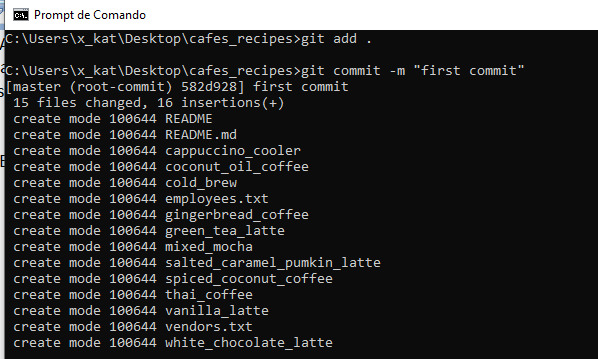 Prompt de Comando
C:\Users\x_kat\Desktop\cafes_recipes>git add .
C:\Users\x_kat\Desktop\cafes_recipes>git commit -m "first commit"
[master (root-commit) 582d928] first commit
15 files changed, 16 insertions(+)
create mode 100644 README
create mode 100644 README.md
create mode 100644 cappuccino_cooler
create mode 100644 coconut_oil_coffee
create mode 100644 cold_brew
create mode 100644 employees.txt
create mode 100644 gingerbread_coffee
create mode 100644 green_tea_latte
create mode 100644 mixed_mocha
create mode 100644 salted_caramel_pumkin_latte
create mode 100644 spiced_coconut_coffee
create mode 100644 thai_coffee
create mode 100644 vanilla_latte
create mode 100644 vendors.txt
create mode 100644 white_chocolate_latte